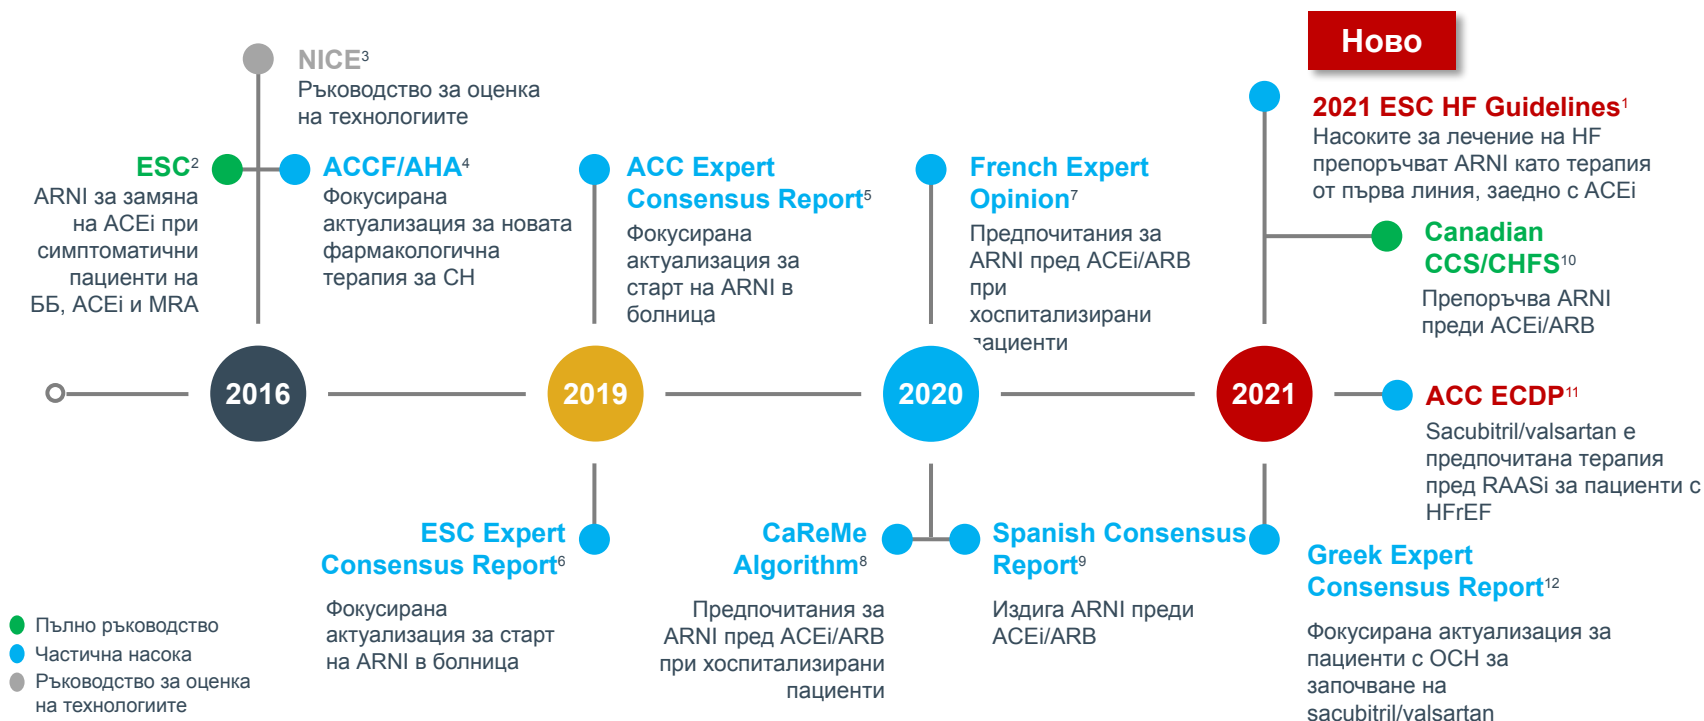 Ново
NICE3
Ръководство за оценка
на технологиите
ESC2
ARNI за замяна
на ACEi при
симптоматични
пациенти на
ББ, ACEi и MRA
ACCF/AHA4
Фокусирана
актуализация за новата
фармакологична
терапия за СН
ACC Expert
Consensus Report5
Фокусирана
актуализация за
старт на ARNI в
болница
French Expert
Opinion7
Предпочитания за
ARNI пред ACEi/ARB
при
хоспитализирани
пациенти
2021 ESC HF Guidelines1
Насоките за лечение на HF
препоръчват ARNI като терапия
от първа линия, заедно с ACEi
Canadian
CCS/CHFS10
Препоръчва ARNI
преди ACEi/ARB
2016
2019
2020
2021
ACC ECDP11
Sacubitril/valsartan е
предпочитана терапия
пред RAASi за пациенти с
HFrEF
ESC Expert
Consensus Report6
Фокусирана
актуализация за старт
на ARNI в болница
CaReMe
Algorithm8
Предпочитания за
ARNI пред ACEi/ARB
при хоспитализирани
пациенти
Spanish Consensus
Report9
Издига ARNI преди
ACEi/ARB
Greek Expert
Consensus Report12
Фокусирана актуализация за
пациенти с ОСН за
започване на
sacubitril/valsartan
Пълно ръководство
Частична насока
Ръководство за оценка
на технологиите